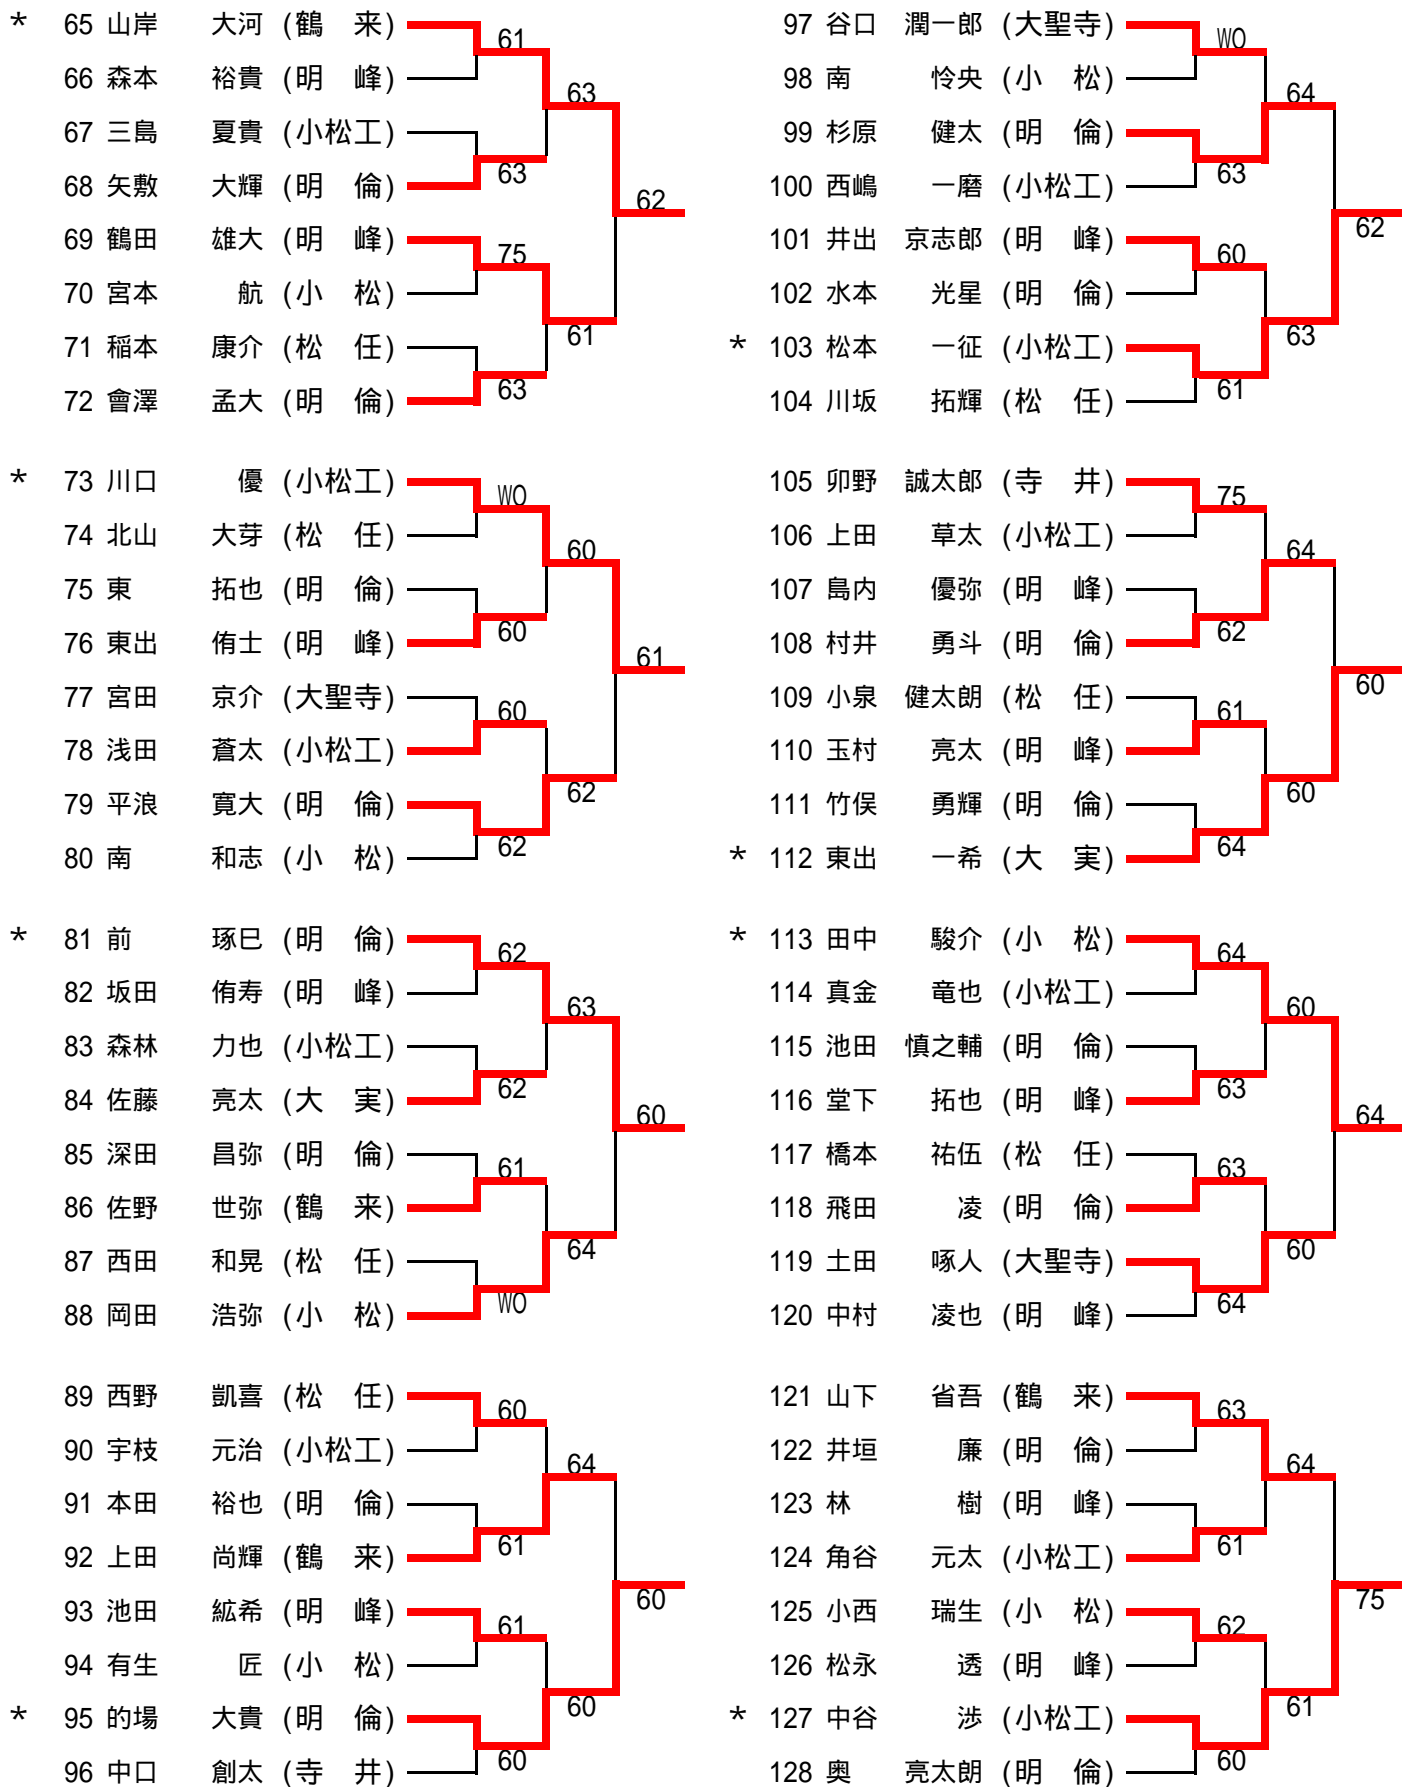 * 65 山岸 大河 (鶴 来)
61
66 森本 裕貴 (明 峰)
63
67 三島 夏貴 (小松工)
63
68 矢敷 大輝 (明 倫)
62
69 鶴田 雄大 (明 峰)
75
70 宮本 航 (小 松)
61
71 稲本 康介 (松 任)
63
72 會澤 孟大 (明 倫)
* 73 川口 優 (小松工)
WO
74 北山 大芽 (松 任)
60
75 東 拓也 (明 倫)
60
76 東出 侑士 (明 峰)
61
77 宮田 京介 (大聖寺)
60
78 浅田 蒼太 (小松工)
62
79 平浪 寛大 (明 倫)
62
80 南 和志 (小 松)
* 81 前 琢巳 (明 倫)
62
82 坂田 侑寿 (明 峰)
63
83 森林 力也 (小松工)
62
84 佐藤 亮太 (大 実)
60
85 深田 昌弥 (明 倫)
61
86 佐野 世弥 (鶴 来)
64
87 西田 和晃 (松 任)
WO
88 岡田 浩弥 (小 松)
89 西野 凱喜 (松 任)
60
90 宇枝 元治 (小松工)
64
91 本田 裕也 (明 倫)
61
92 上田 尚輝 (鶴 来)
60
93 池田 紘希 (明 峰)
61
94 有生 匠 (小 松)
60
* 95 的場 大貴 (明 倫)
60
96 中口 創太 (寺 井)
97 谷口 潤一郎 (大聖寺)
WO
98 南 怜央 (小 松)
64
99 杉原 健太 (明 倫)
63
100 西嶋 一磨 (小松工)
62
101 井出 京志郎 (明 峰)
60
102 水本 光星 (明 倫)
63
* 103 松本 一征 (小松工)
61
104 川坂 拓輝 (松 任)
105 卯野 誠太郎 (寺 井)
75
106 上田 草太 (小松工)
64
107 島内 優弥 (明 峰)
62
108 村井 勇斗 (明 倫)
60
109 小泉 健太朗 (松 任)
61
110 玉村 亮太 (明 峰)
60
111 竹俣 勇輝 (明 倫)
64
* 112 東出 一希 (大 実)
* 113 田中 駿介 (小 松)
64
114 真金 竜也 (小松工)
60
115 池田 慎之輔 (明 倫)
63
116 堂下 拓也 (明 峰)
64
117 橋本 祐伍 (松 任)
63
118 飛田 凌 (明 倫)
60
119 土田 啄人 (大聖寺)
64
120 中村 凌也 (明 峰)
121 山下 省吾 (鶴 来)
63
122 井垣 廉 (明 倫)
64
123 林 樹 (明 峰)
61
124 角谷 元太 (小松工)
75
125 小西 瑞生 (小 松)
62
126 松永 透 (明 峰)
61
* 127 中谷 渉 (小松工)
60
128 奥 亮太朗 (明 倫)